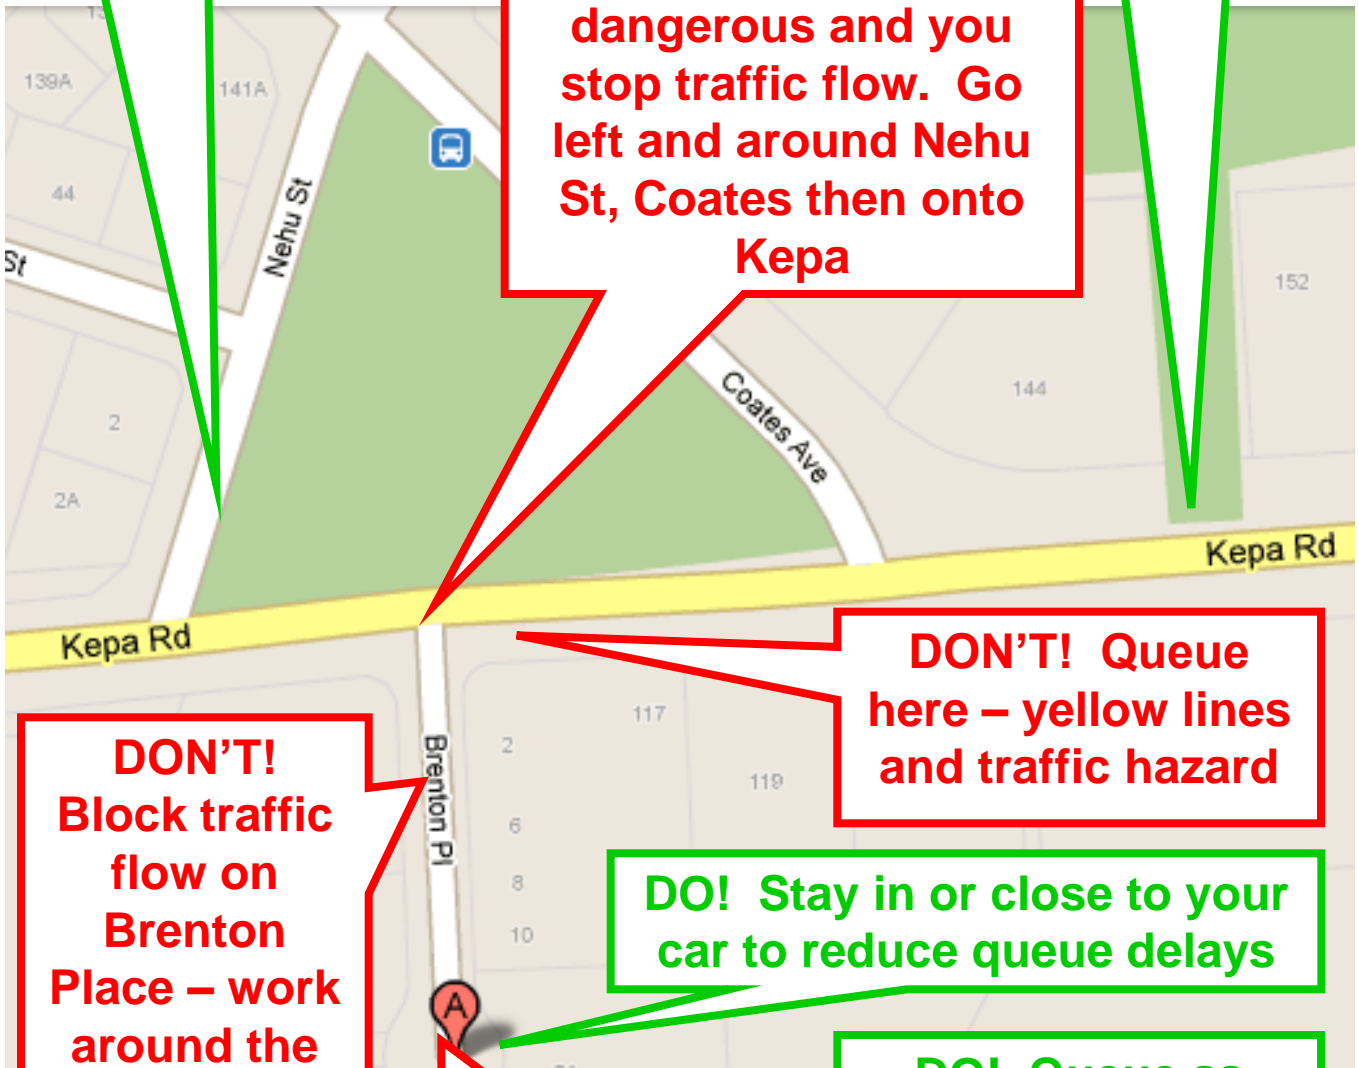 dangerous and you
stop traffic flow.  Go
left and around Nehu
St, Coates then onto
Kepa
139A
141A
44
Nehu St
St
152
2
2A
144
Coates Ave
Kepa Rd
Kepa Rd
DON'T!  Queue
here – yellow lines
and traffic hazard
117
119
2
6
8
10
Brenton Pl
DON'T!
Block traffic
flow on
Brenton
Place – work
around the
DO!  Stay in or close to your
car to reduce queue delays
A
DO!  Queue as